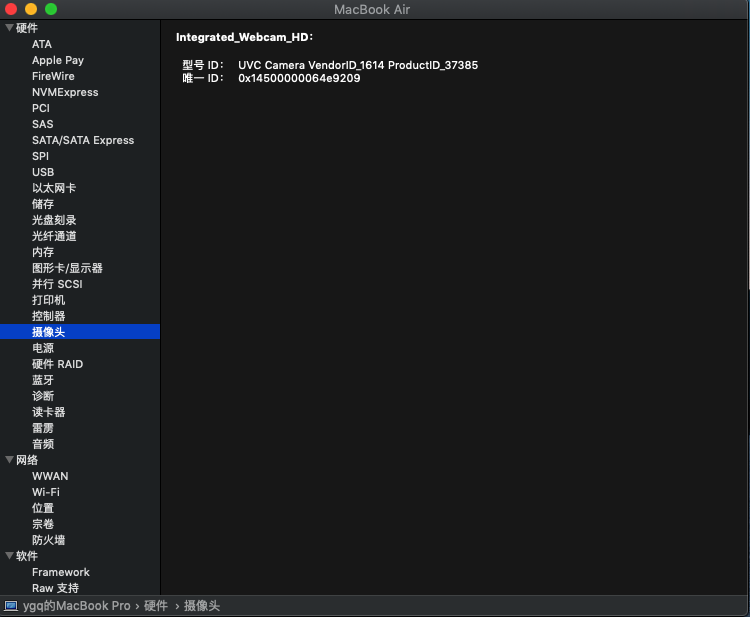 MacBook Air
硬件
ATA
Apple Pay
FireWire
NVMExpress
PCI
SAS
SATA/SATA Express
SPI
USB
以太网卡
储存
光盘刻录
光纤通道
内存
图形卡/显示器
并行 SCSI
打印机
控制器
摄像头
电源
硬件 RAID
蓝牙
诊断
读卡器
雷雳
音频
网络
WWAN
Wi-Fi
位置
宗卷
防火墙
软件
Framework
Raw 支持
Integrated_Webcam_HD：
型号 ID： UVC Camera VendorID_1614 ProductID_37385
唯一 ID： 0x14500000064e9209
ygq的MacBook Pro › 硬件 › 摄像头